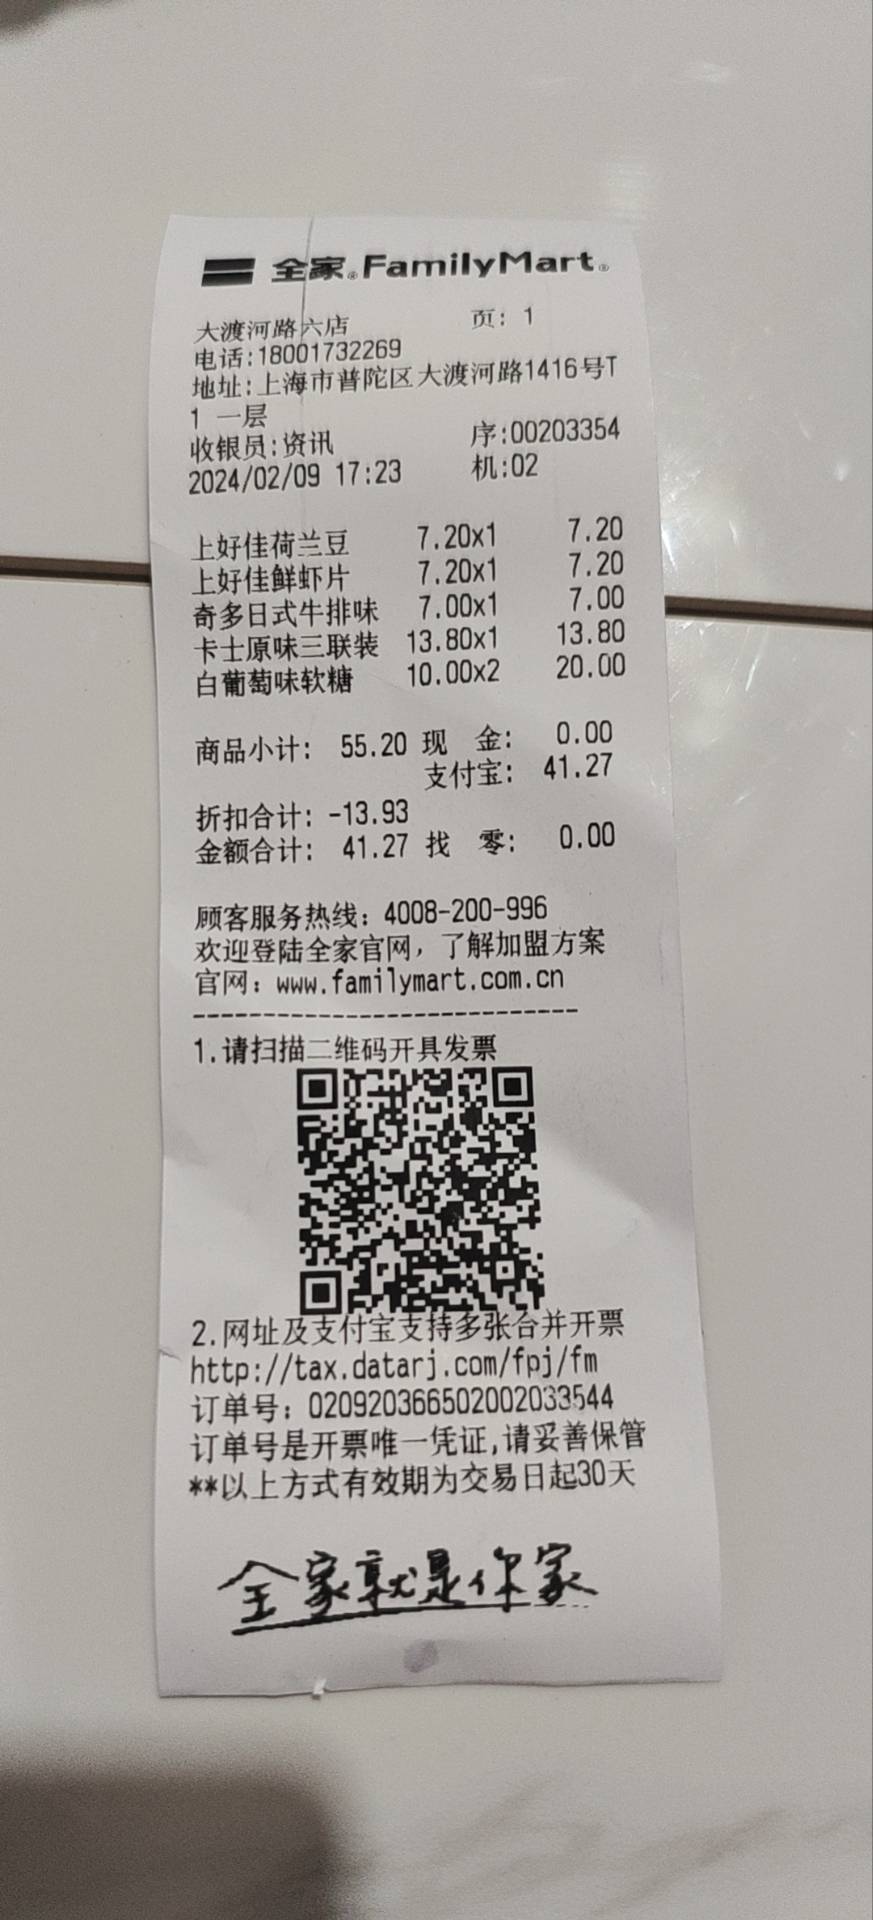 全家®FamilyMart®
大渡河路六店 页: 1
电话:18001732269
地址:上海市普陀区大渡河路1416号T
1 一层
收银员:资讯 序:00203354
2024/02/09 17:23 机:02
上好佳荷兰豆 7.20x1 7.20
上好佳鲜虾片 7.20x1 7.20
奇多日式牛排味 7.00x1 7.00
卡士原味三联装 13.80x1 13.80
白葡萄味软糖 10.00x2 20.00
商品小计: 55.20 现 金: 0.00
支付宝: 41.27
折扣合计: -13.93
金额合计: 41.27 找 零: 0.00
顾客服务热线: 4008-200-996
欢迎登陆全家官网, 了解加盟方案
官网: www.familymart.com.cn
----------------------------
1.请扫描二维码开具发票
2.网址及支付宝支持多张合并开票
http://tax.datarj.com/fpj/fm
订单号: 020920366502002033544
订单号是开票唯一凭证,请妥善保管
**以上方式有效期为交易日起30天
全家就是你家